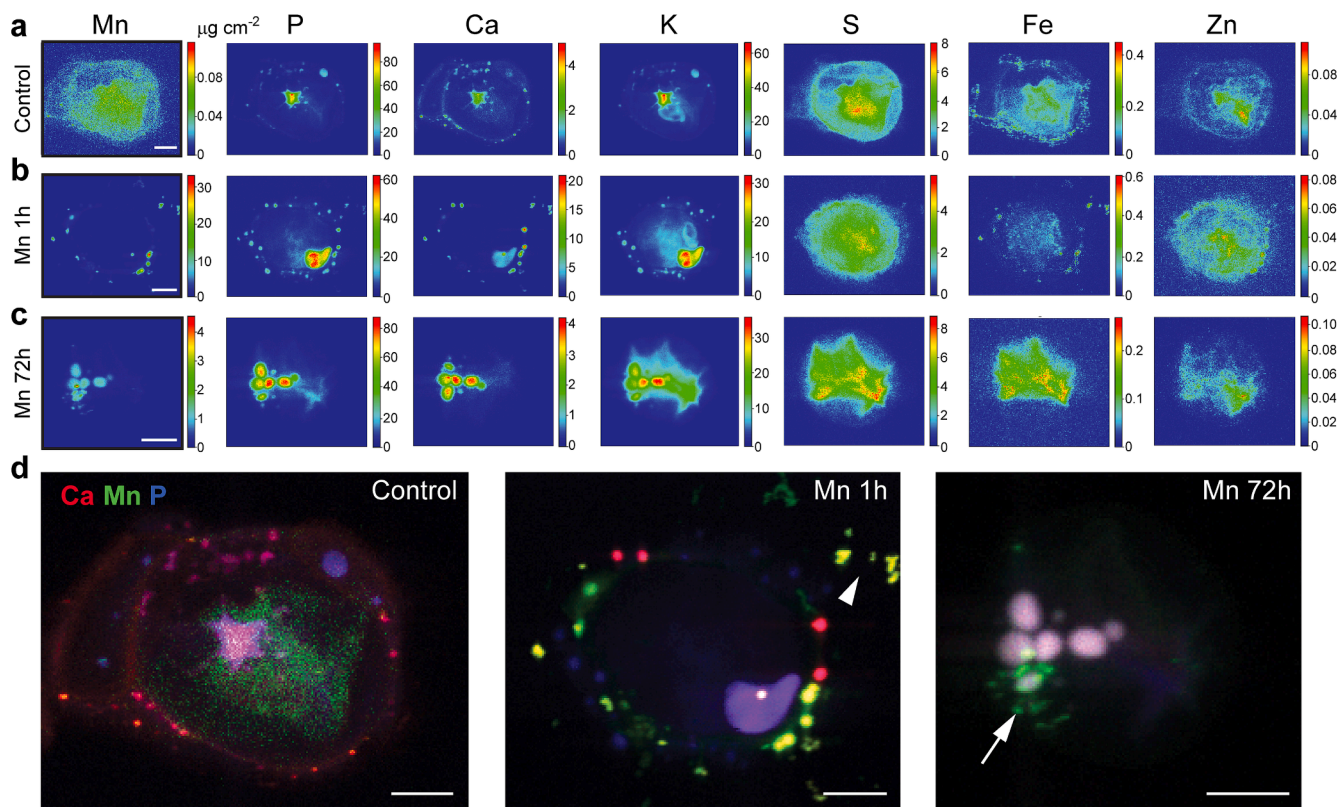 Mn μg cm-2 P Ca K S Fe Zn
a
Control
0.08 0.04 0
80 60 40 20 0
4 2 0
60 40 20 0
8 6 4 2 0
0.4 0.2 0
0.08 0.04 0
b
Mn 1h
30 20 10 0
60 40 20 0
20 15 10 5 0
30 20 10 0
4 2 0
0.6 0.4 0.2 0
0.08 0.06 0.04 0.02 0
c
Mn 72h
4 3 2 1 0
80 60 40 20 0
4 3 2 1 0
30 20 10 0
8 6 4 2 0
0.2 0.1 0
0.10 0.08 0.06 0.04 0.02 0
d
Ca Mn P Control
Mn 1h
Mn 72h